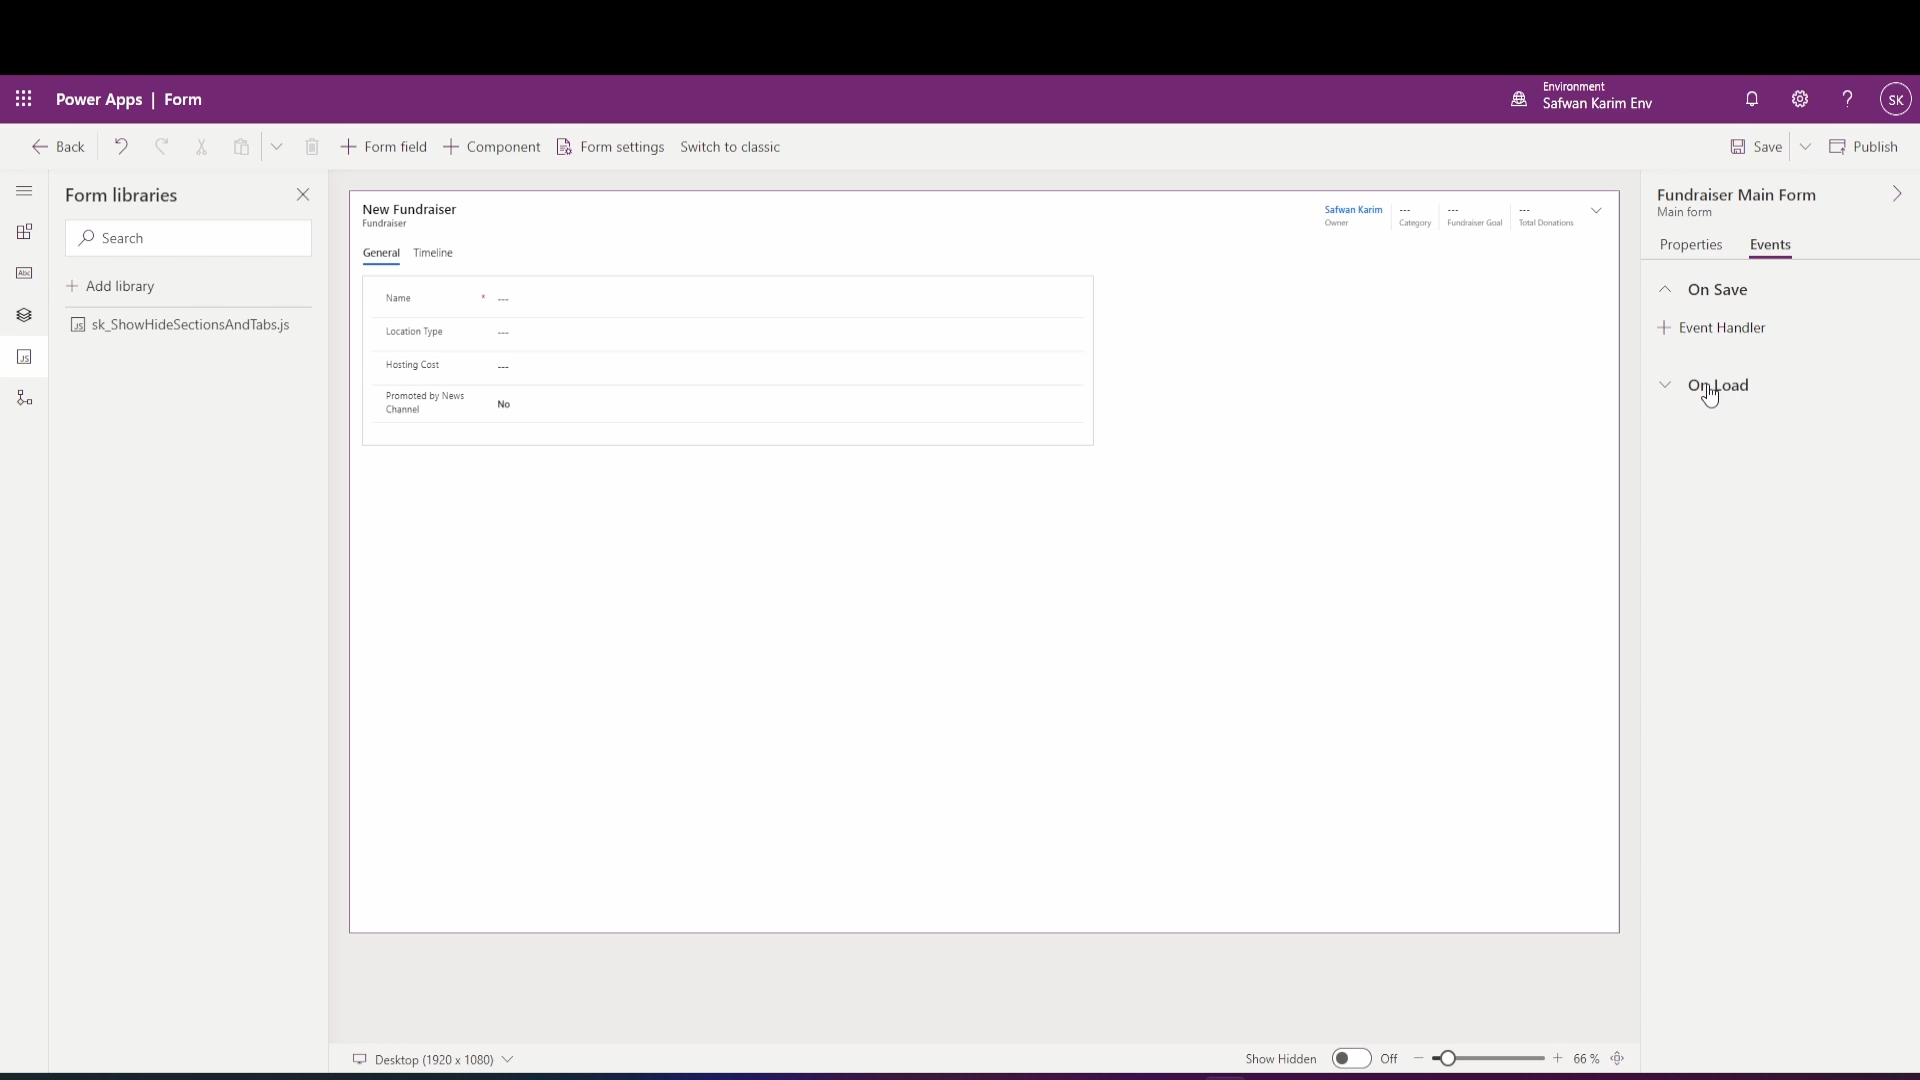 Power Apps | Form
Environment
Safwan Karim Env
SK
Back
Form field
Component
Form settings
Switch to classic
Save
Publish
Form libraries
Search
Add library
JS sk_ShowHideSectionsAndTabs.js
Abc
JS
New Fundraiser
Fundraiser
Safwan Karim
Owner
---
Category
---
Fundraiser Goal
---
Total Donations
General
Timeline
Name * ---
Location Type ---
Hosting Cost ---
Promoted by News
Channel
No
Fundraiser Main Form
Main form
Properties
Events
On Save
Event Handler
On Load
Desktop (1920 x 1080)
Show Hidden
Off
66 %